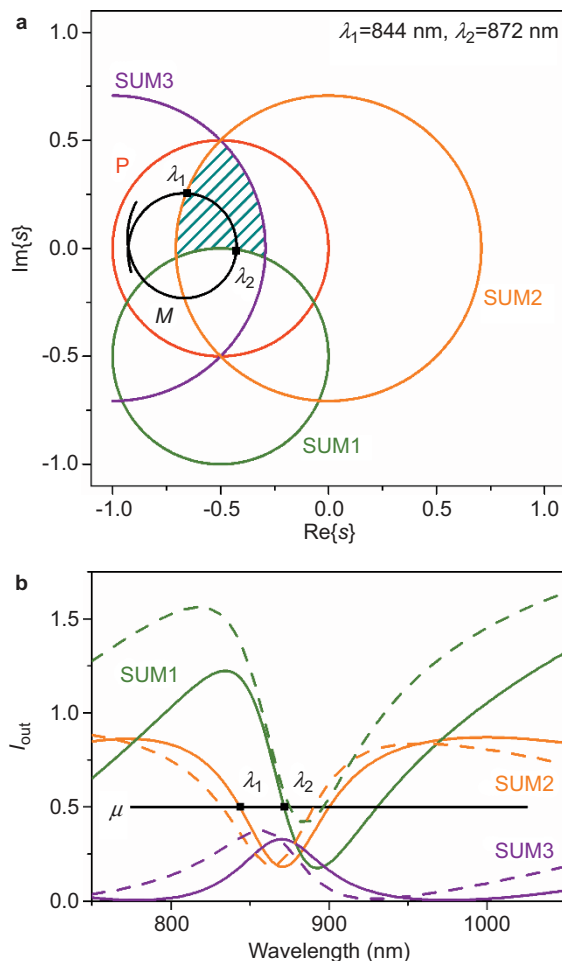 a
λ1=844 nm, λ2=872 nm
1.0
SUM3
0.5
P
λ1
Im{s}
0.0
λ2
M
SUM2
-0.5
SUM1
-1.0
-1.0 -0.5 0.0 0.5 1.0
Re{s}
b
1.5
SUM1
1.0
Iout
λ1 λ2
SUM2
0.5 μ
SUM3
0.0
800 900 1000
Wavelength (nm)